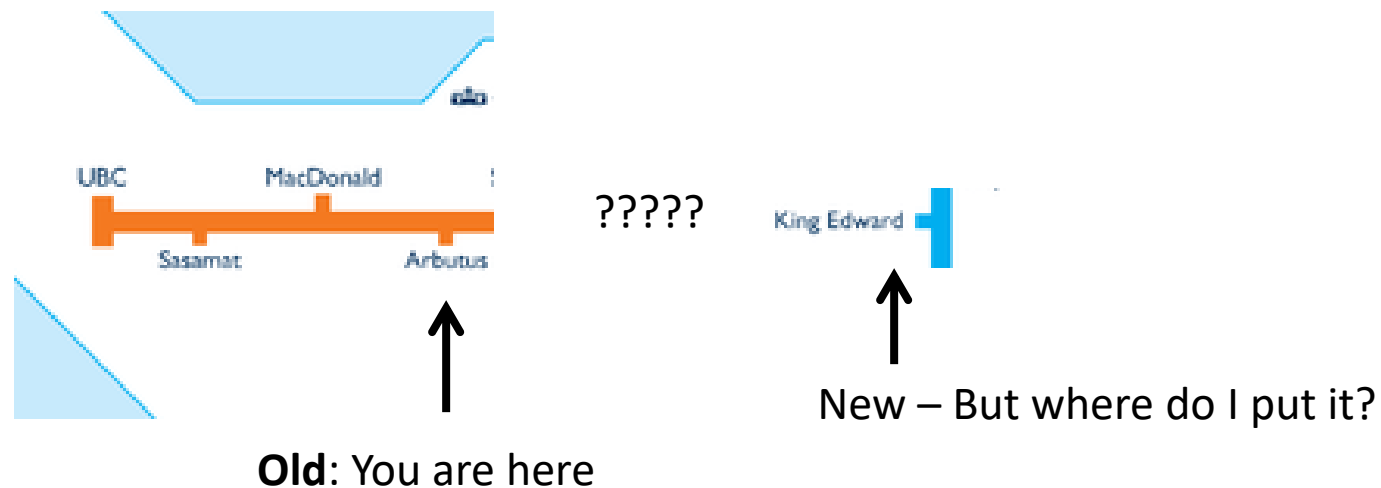 UBC
MacDonald
?????
King Edward
Sasamat
Arbutus
New – But where do I put it?
Old: You are here